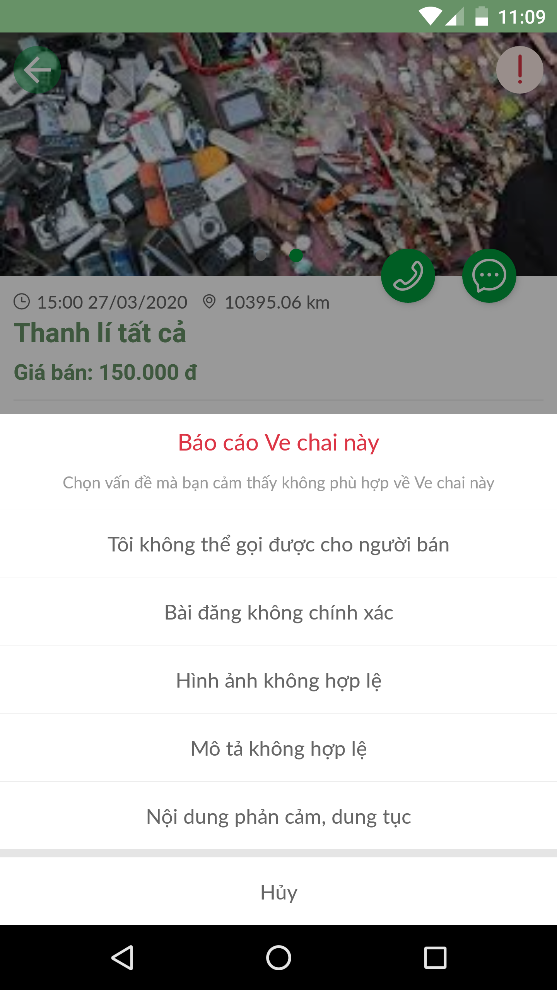 11:09
15:00 27/03/2020 10395.06 km
Thanh lí tất cả
Giá bán: 150.000 đ
Báo cáo Ve chai này
Chọn vấn đề mà bạn cảm thấy không phù hợp về Ve chai này
Tôi không thể gọi được cho người bán
Bài đăng không chính xác
Hình ảnh không hợp lệ
Mô tả không hợp lệ
Nội dung phản cảm, dung tục
Hủy